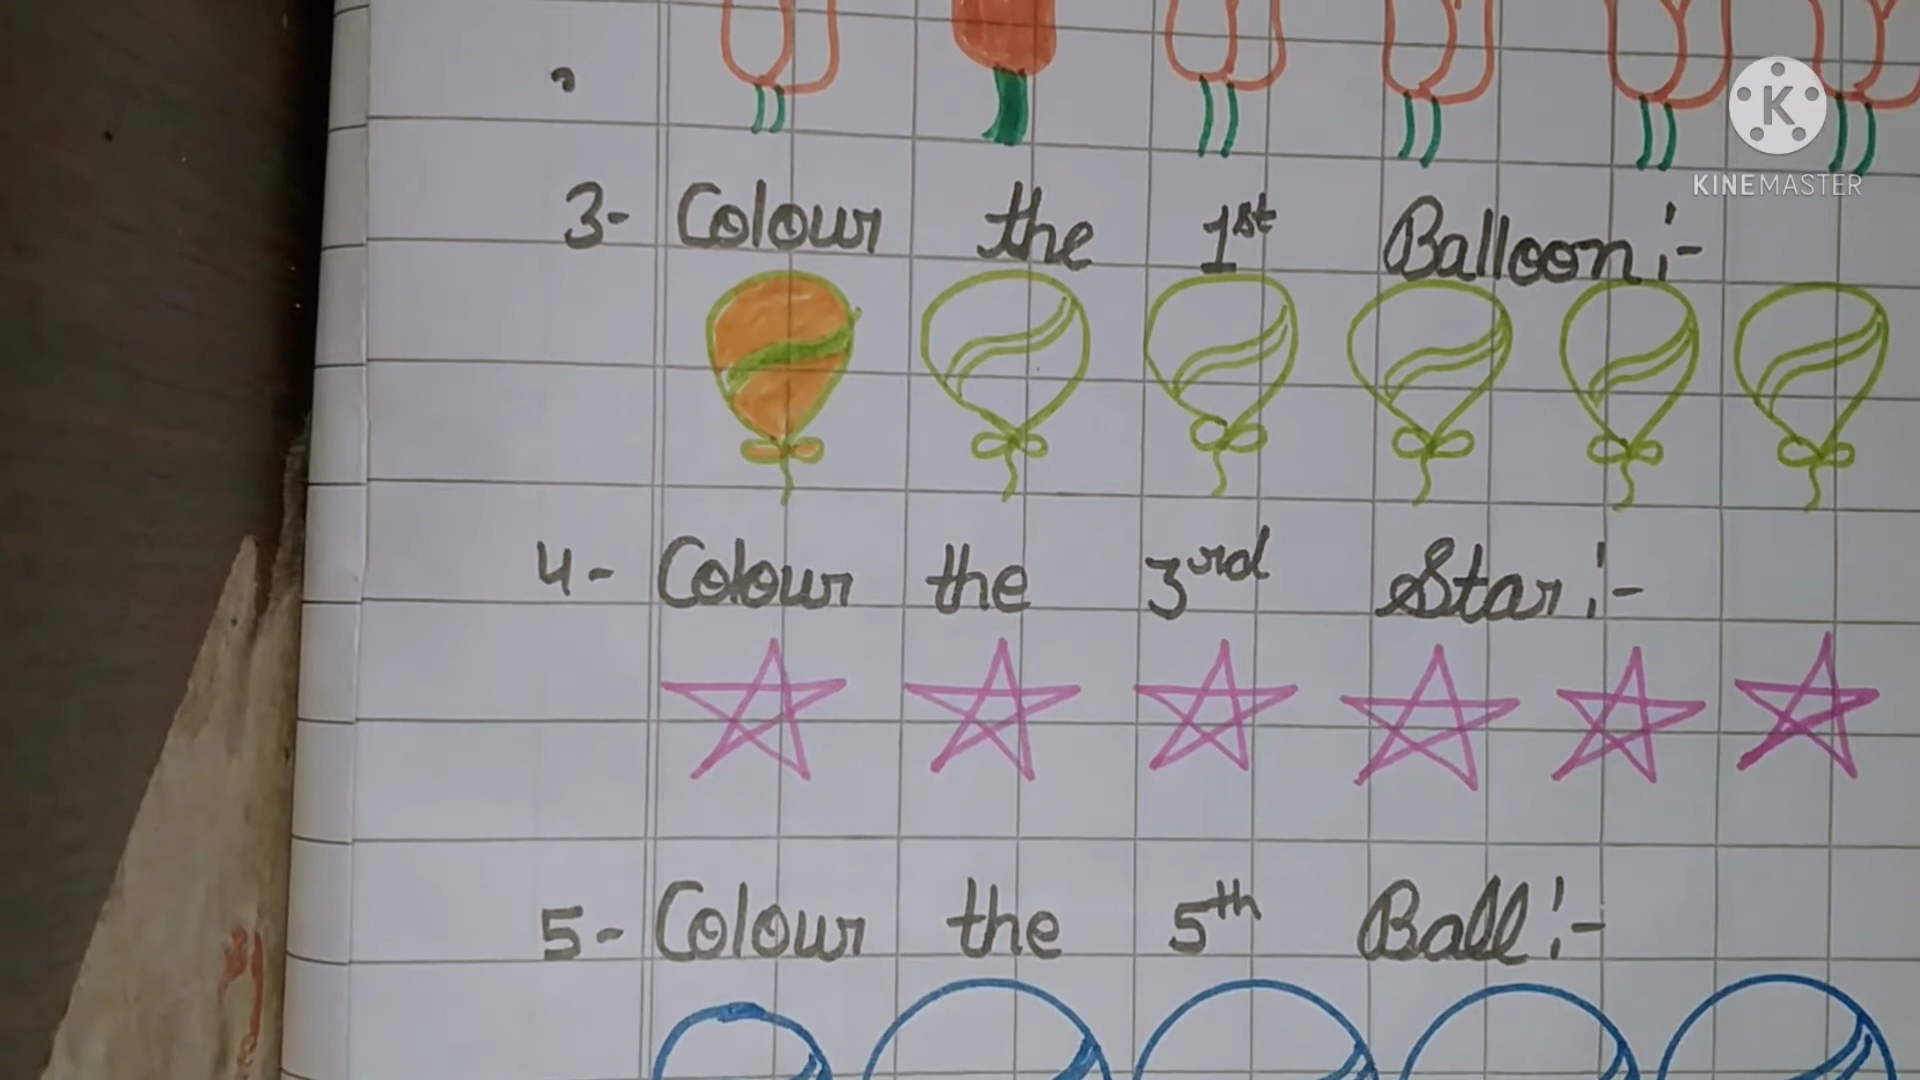 K
KINEMASTER
3- Colour the 1st Balloon :-
4- Colour the 3rd Star :-
5- Colour the 5th Ball :-